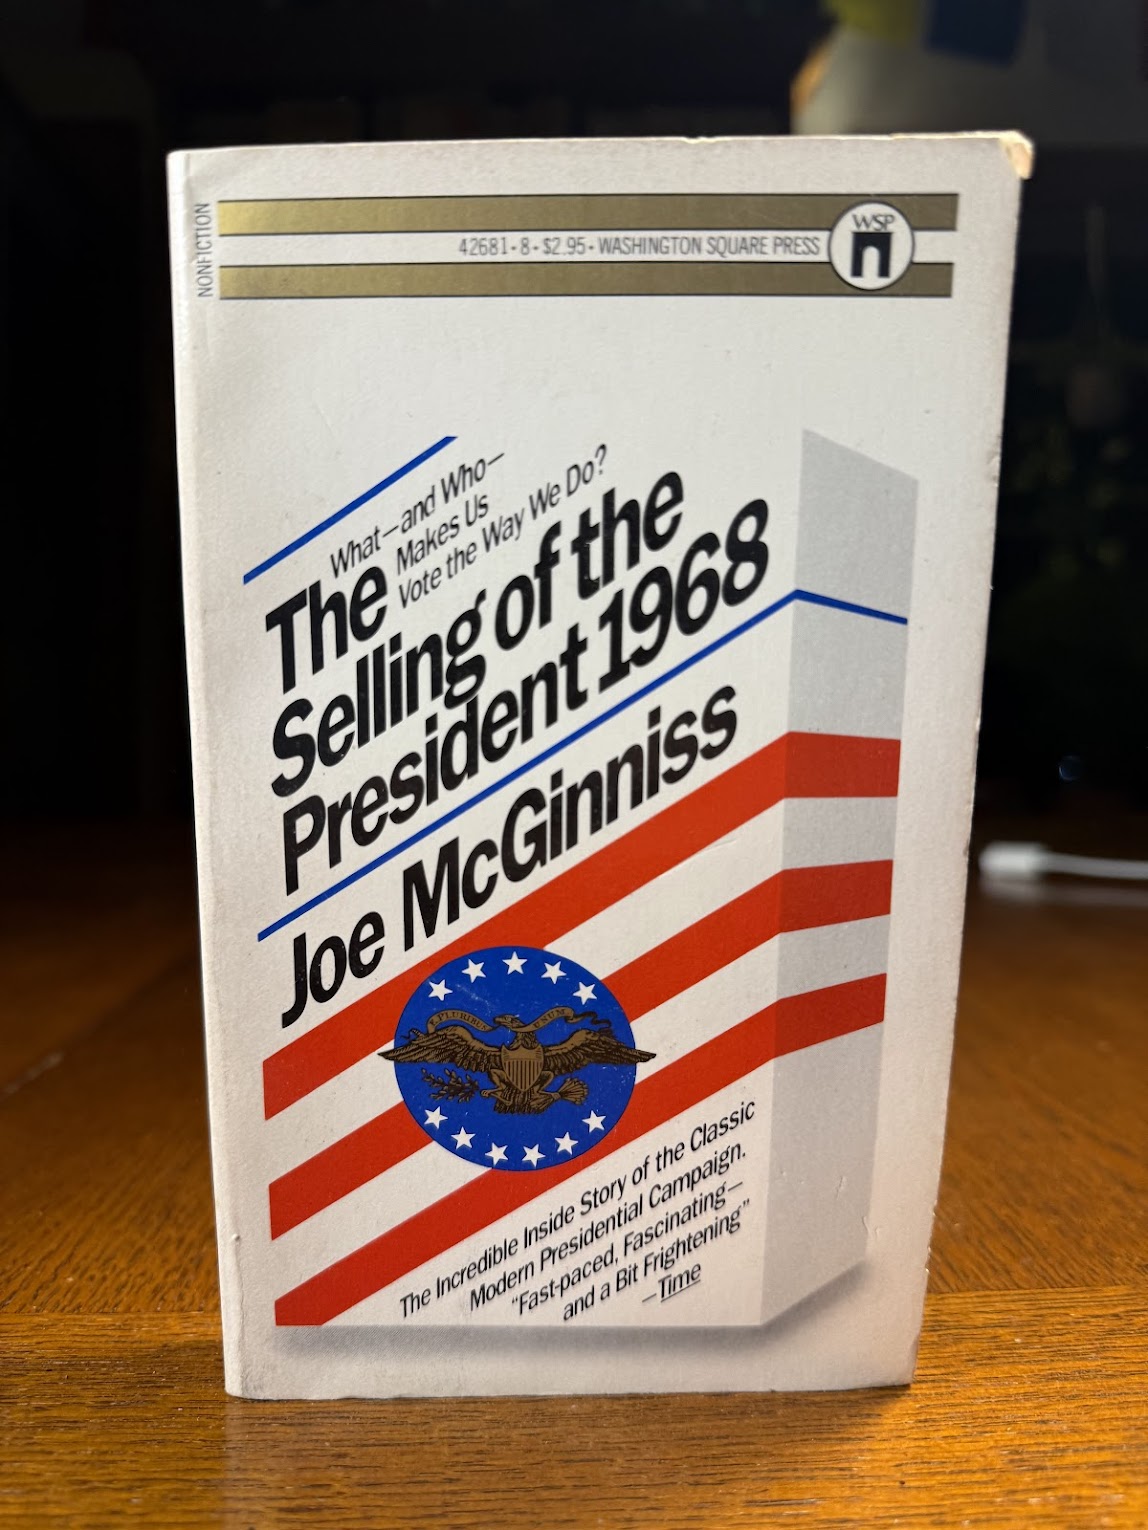 NONFICTION
42681-8-$2.95-WASHINGTON SQUARE PRESS
WSP
What—and Who—
Makes Us
Vote the Way We Do?
The
Selling of the
President 1968
Joe McGinniss
E PLURIBUS UNUM
The Incredible Inside Story of the Classic
Modern Presidential Campaign.
"Fast-paced, Fascinating—
and a Bit Frightening"
—Time